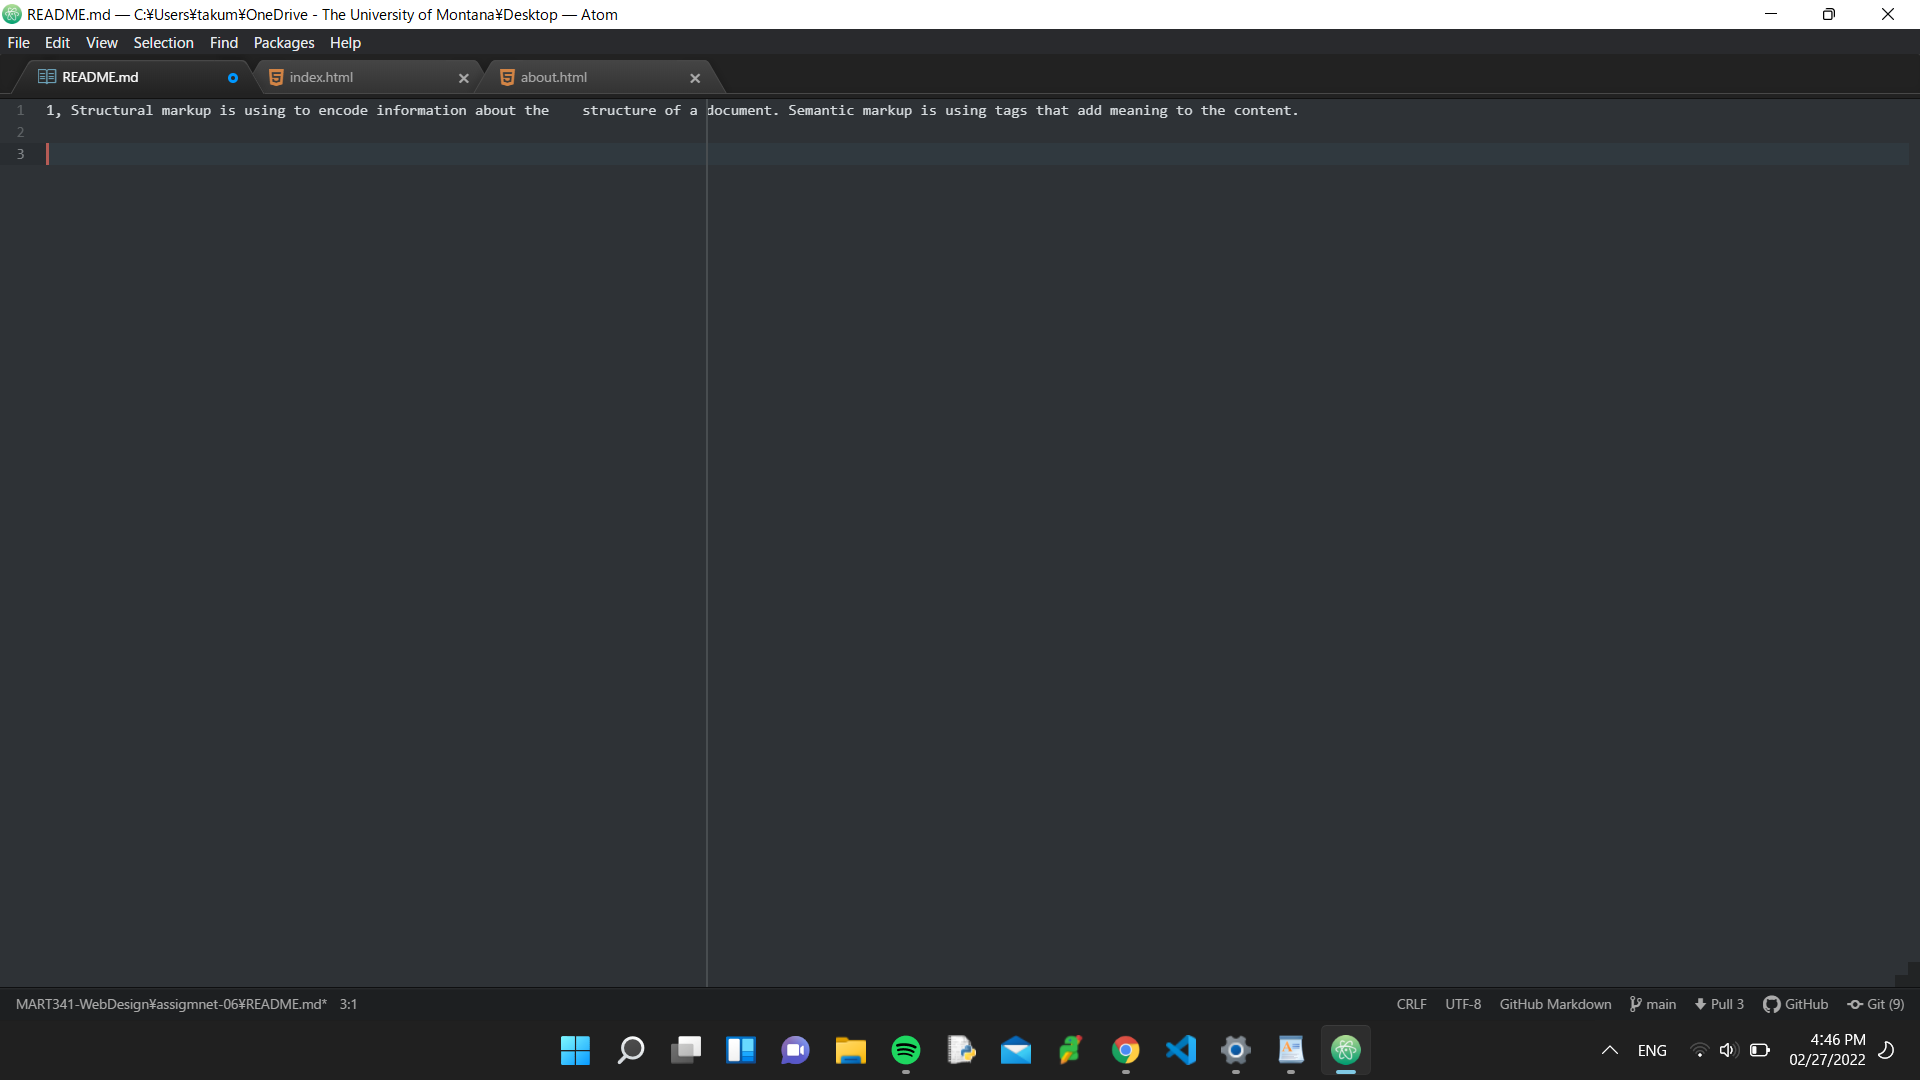 README.md — C:¥Users¥takum¥OneDrive - The University of Montana¥Desktop — Atom
File Edit View Selection Find Packages Help
README.md index.html about.html
1 1, Structural markup is using to encode information about the    structure of a document. Semantic markup is using tags that add meaning to the content.
2
3
MART341-WebDesign¥assigmnet-06¥README.md* 3:1 CRLF UTF-8 GitHub Markdown main Pull 3 GitHub Git (9)
ENG 4:46 PM
02/27/2022